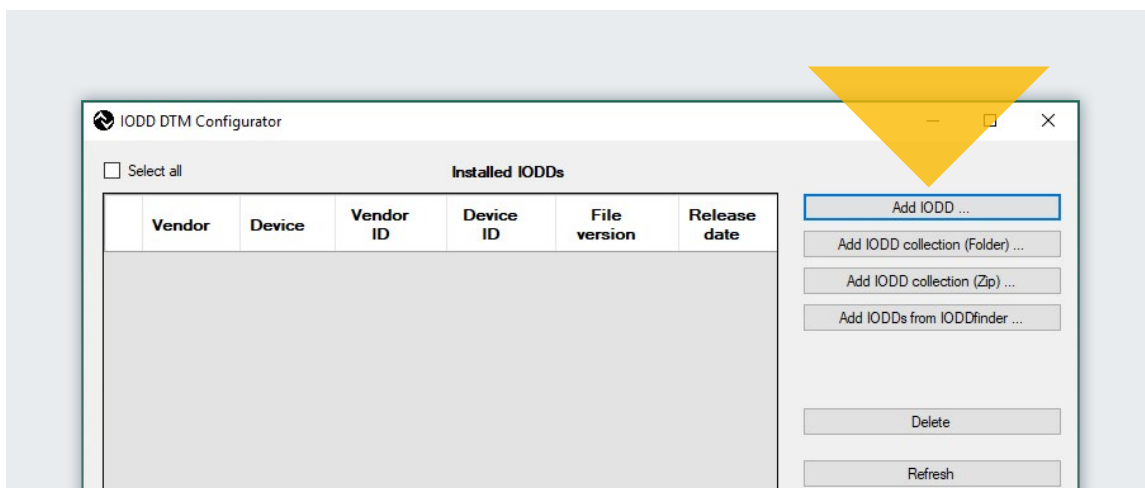 IODD DTM Configurator
Select all
Installed IODDs
Vendor Device Vendor ID Device ID File version Release date
Add IODD ...
Add IODD collection (Folder) ...
Add IODD collection (Zip) ...
Add IODDs from IODDfinder ...
Delete
Refresh